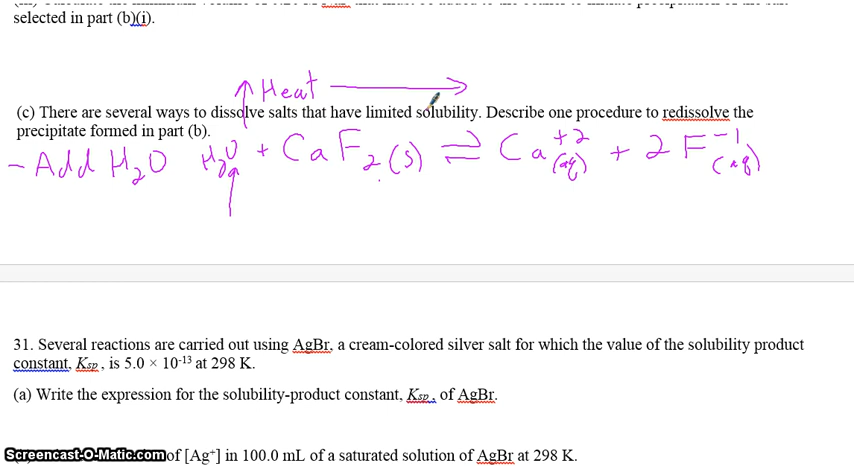 selected in part (b)(i).
↑ Heat ⟶
(c) There are several ways to dissolve salts that have limited solubility. Describe one procedure to redissolve the
precipitate formed in part (b).
- Add H₂O H₂O + CaF₂(s) ⇌ Ca⁺²(aq) + 2F⁻¹(aq)
31. Several reactions are carried out using AgBr, a cream-colored silver salt for which the value of the solubility product
constant, Ksp , is 5.0 × 10⁻¹³ at 298 K.
(a) Write the expression for the solubility-product constant, Ksp , of AgBr.
Screencast-O-Matic.com of [Ag⁺] in 100.0 mL of a saturated solution of AgBr at 298 K.